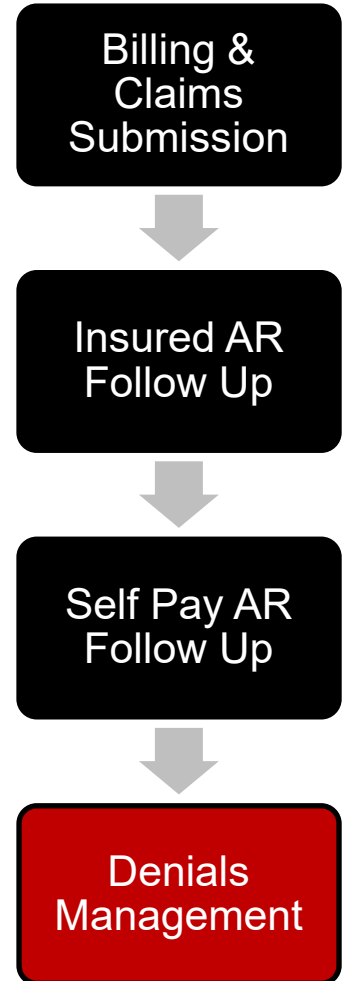 Billing &
Claims
Submission
Insured AR
Follow Up
Self Pay AR
Follow Up
Denials
Management